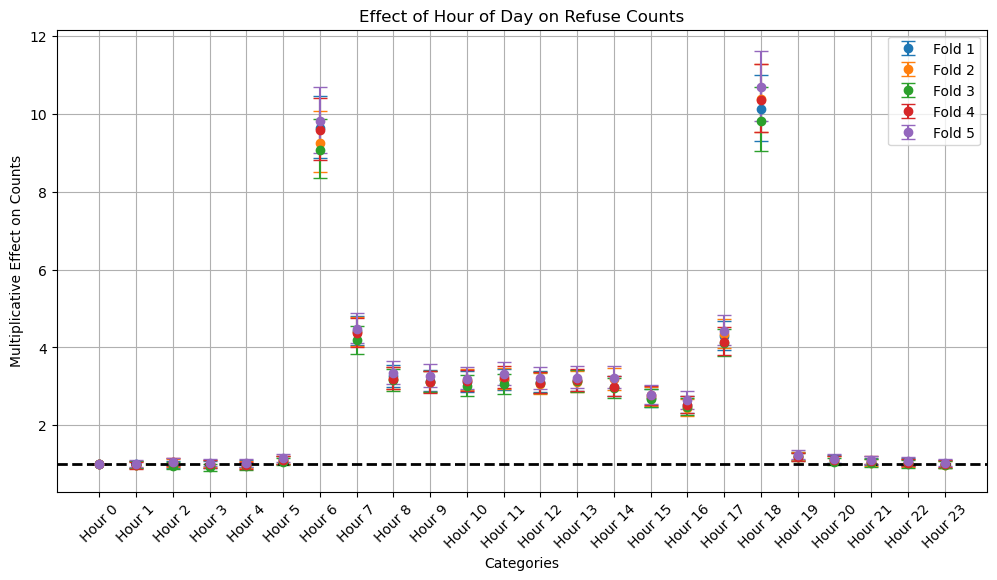 Effect of Hour of Day on Refuse Counts
Multiplicative Effect on Counts
12
10
8
6
4
2
Fold 1
Fold 2
Fold 3
Fold 4
Fold 5
Hour 0
Hour 1
Hour 2
Hour 3
Hour 4
Hour 5
Hour 6
Hour 7
Hour 8
Hour 9
Hour 10
Hour 11
Hour 12
Hour 13
Hour 14
Hour 15
Hour 16
Hour 17
Hour 18
Hour 19
Hour 20
Hour 21
Hour 22
Hour 23
Categories